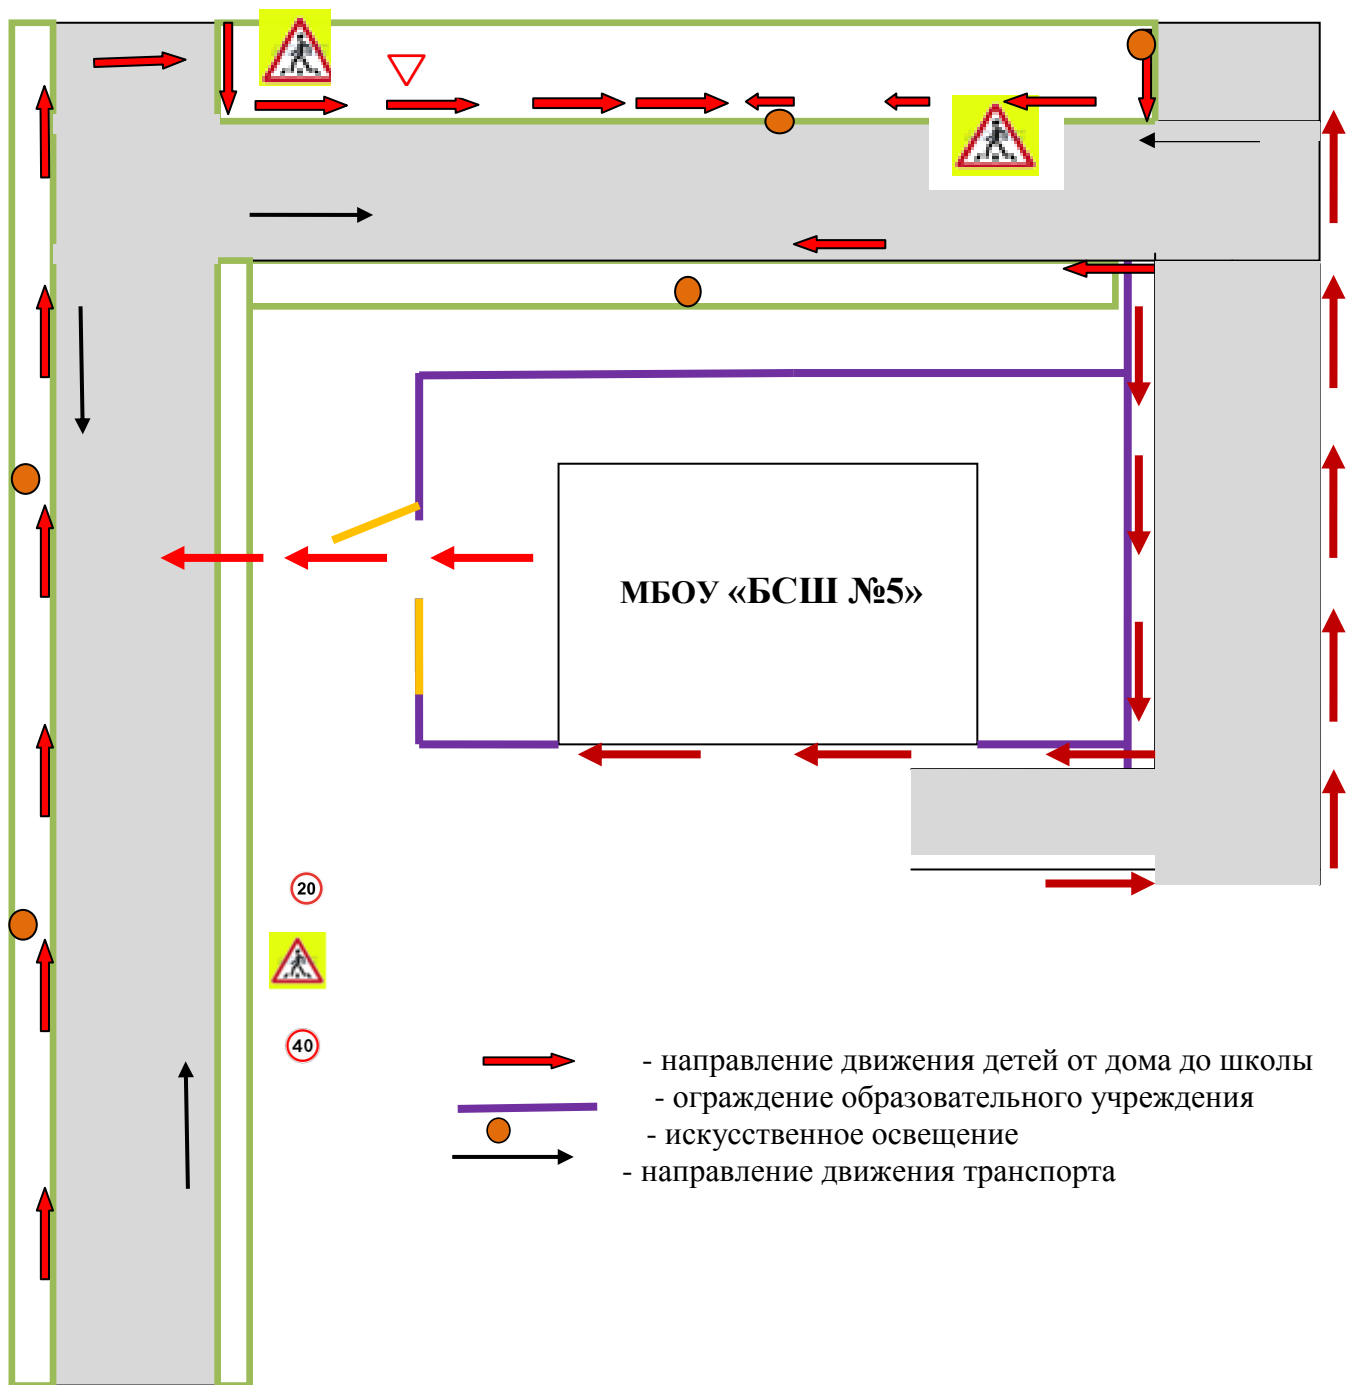 МБОУ «БСШ №5»
20
40
- направление движения детей от дома до школы
- ограждение образовательного учреждения
- искусственное освещение
- направление движения транспорта